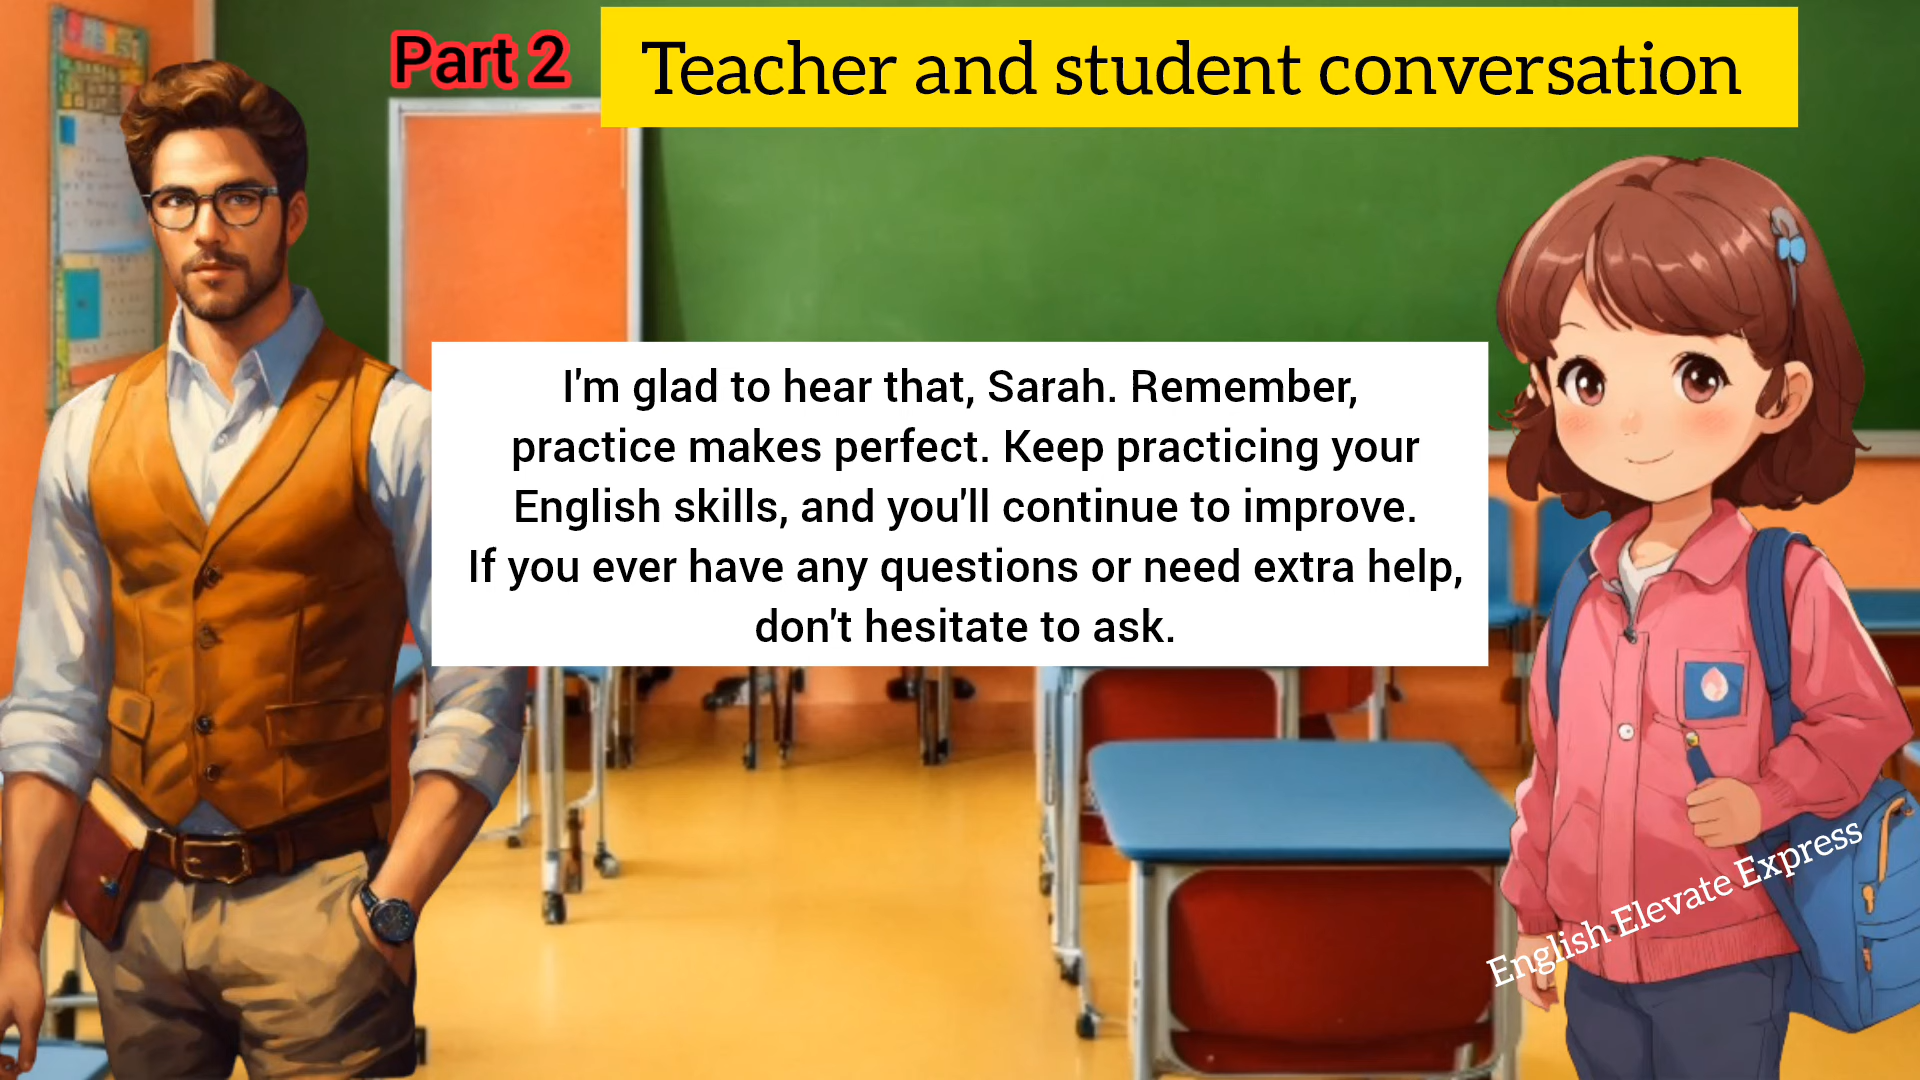 Part 2
Teacher and student conversation
I'm glad to hear that, Sarah. Remember,
practice makes perfect. Keep practicing your
English skills, and you'll continue to improve.
If you ever have any questions or need extra help,
don't hesitate to ask.
English Elevate Express